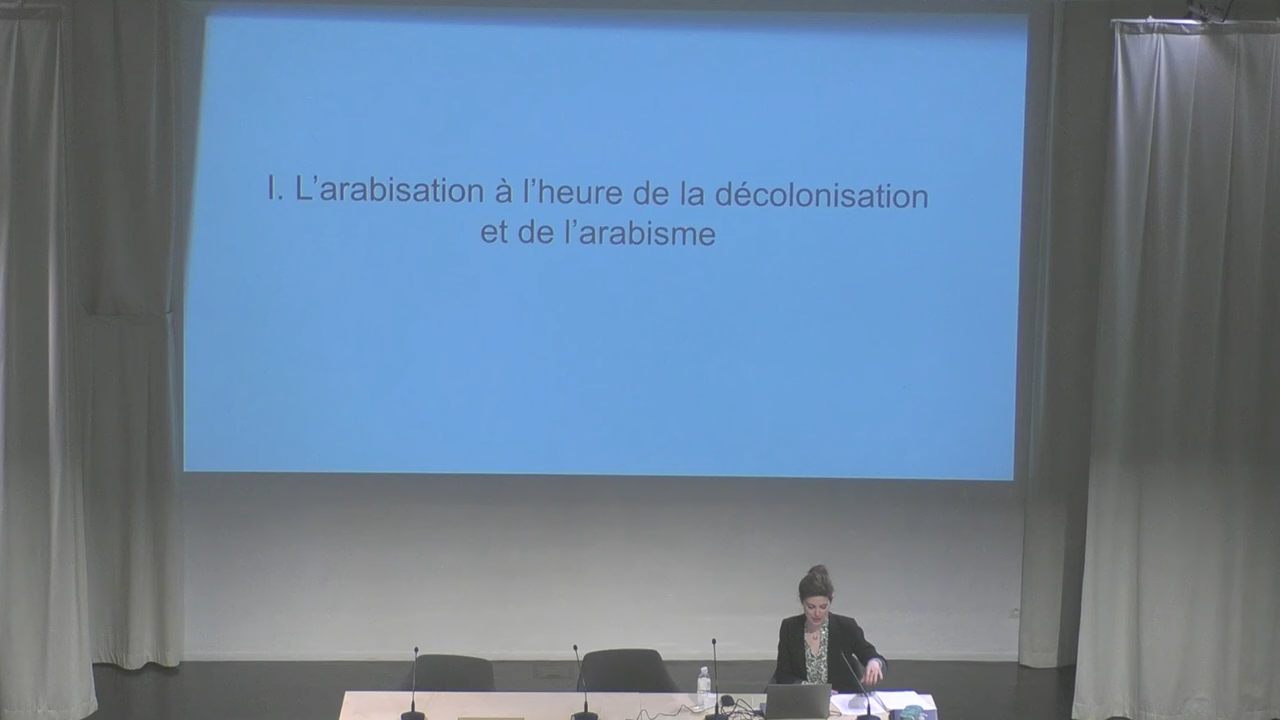 I. L’arabisation à l’heure de la décolonisation
et de l’arabisme